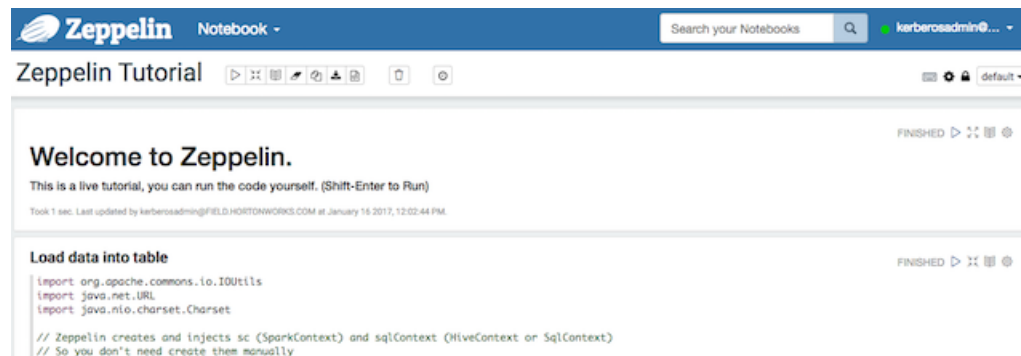 Zeppelin Notebook Search your Notebooks kerberosadmin@...
Zeppelin Tutorial default
FINISHED
Welcome to Zeppelin.
This is a live tutorial, you can run the code yourself. (Shift-Enter to Run)
Took 1 sec. Last updated by kerberosadmin@FIELD.HORTONWORKS.COM at January 16 2017, 12:02:44 PM.
Load data into table
FINISHED
import org.apache.commons.io.IOUtils
import java.net.URL
import java.nio.charset.Charset
// Zeppelin creates and injects sc (SparkContext) and sqlContext (HiveContext or SqlContext)
// So you don't need create them manually